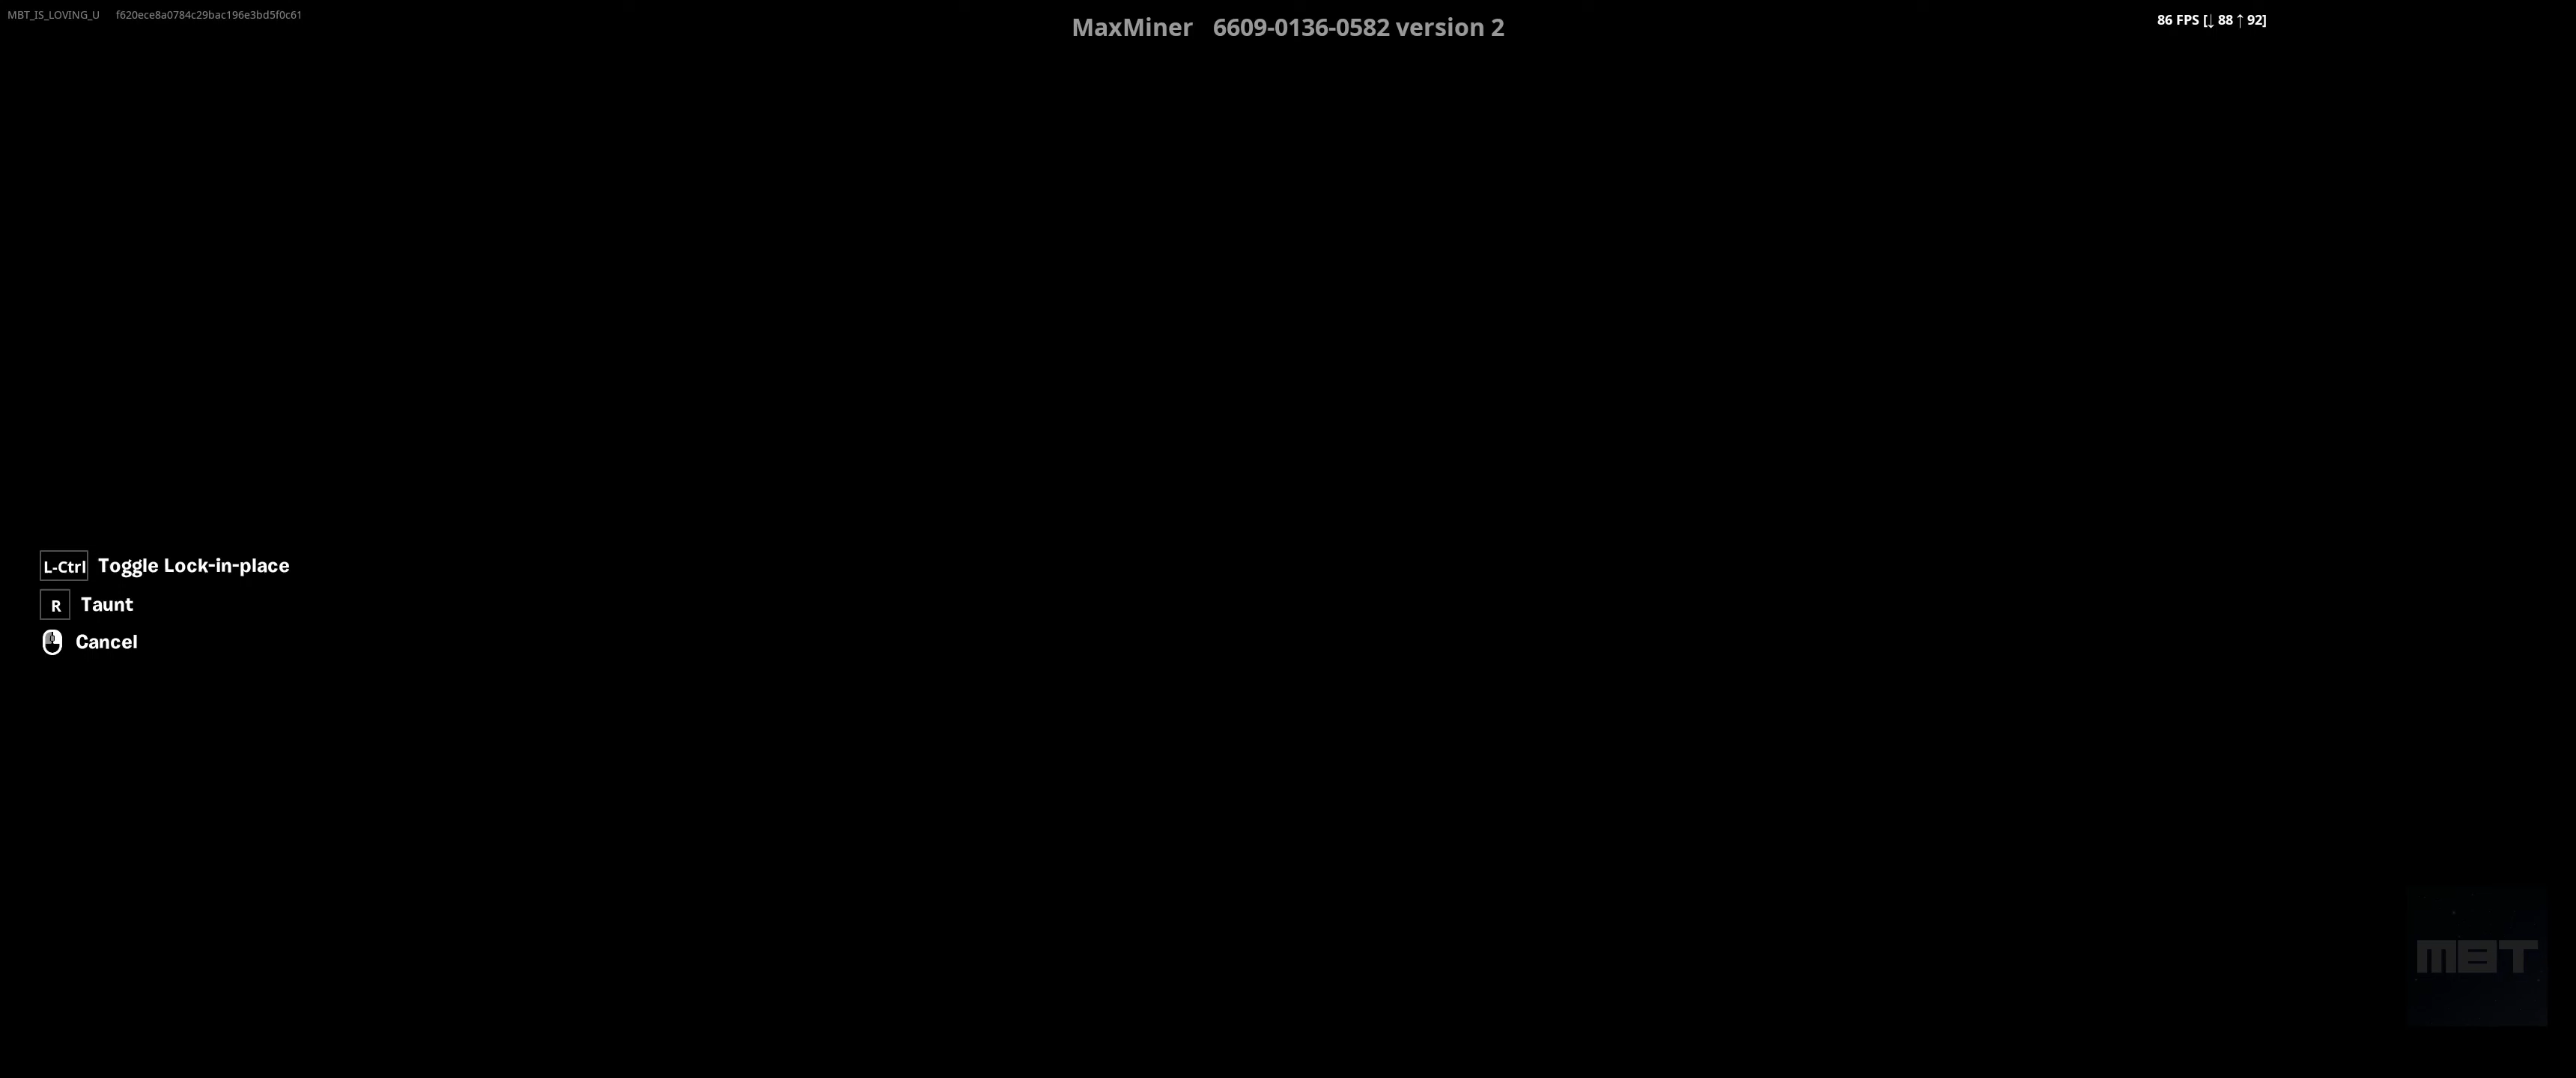 MBT_IS_LOVING_U f620ece8a0784c29bac196e3bd5f0c61
MaxMiner 6609-0136-0582 version 2
86 FPS [↓ 88 ↑ 92]
L-Ctrl Toggle Lock-in-place
R Taunt
Cancel
MBT